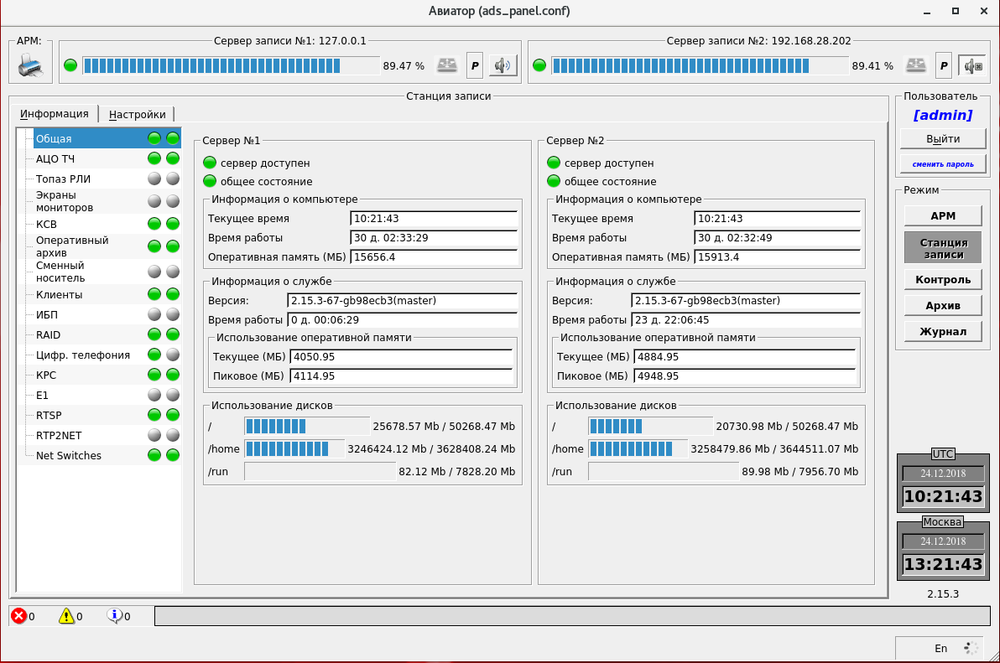 Авиатор (ads_panel.conf)
АРМ:
Сервер записи №1: 127.0.0.1
89.47 %
P
Сервер записи №2: 192.168.28.202
89.41 %
P
Станция записи
Информация
Настройки
Общая
АЦО ТЧ
Топаз РЛИ
Экраны
мониторов
КСВ
Оперативный
архив
Сменный
носитель
Клиенты
ИБП
RAID
Цифр. телефония
КРС
E1
RTSP
RTP2NET
Net Switches
Сервер №1
сервер доступен
общее состояние
Информация о компьютере
Текущее время 10:21:43
Время работы 30 д. 02:33:29
Оперативная память (МБ) 15656.4
Информация о службе
Версия: 2.15.3-67-gb98ecb3(master)
Время работы 0 д. 00:06:29
Использование оперативной памяти
Текущее (МБ) 4050.95
Пиковое (МБ) 4114.95
Использование дисков
/ 25678.57 Mb / 50268.47 Mb
/home 3246424.12 Mb / 3628408.24 Mb
/run 82.12 Mb / 7828.20 Mb
Сервер №2
сервер доступен
общее состояние
Информация о компьютере
Текущее время 10:21:43
Время работы 30 д. 02:32:49
Оперативная память (МБ) 15913.4
Информация о службе
Версия: 2.15.3-67-gb98ecb3(master)
Время работы 23 д. 22:06:45
Использование оперативной памяти
Текущее (МБ) 4884.95
Пиковое (МБ) 4948.95
Использование дисков
/ 20730.98 Mb / 50268.47 Mb
/home 3258479.86 Mb / 3644511.07 Mb
/run 89.98 Mb / 7956.70 Mb
Пользователь
[admin]
Выйти
сменить пароль
Режим
АРМ
Станция
записи
Контроль
Архив
Журнал
UTC
24.12.2018
10:21:43
Москва
24.12.2018
13:21:43
2.15.3
0
0
0
En